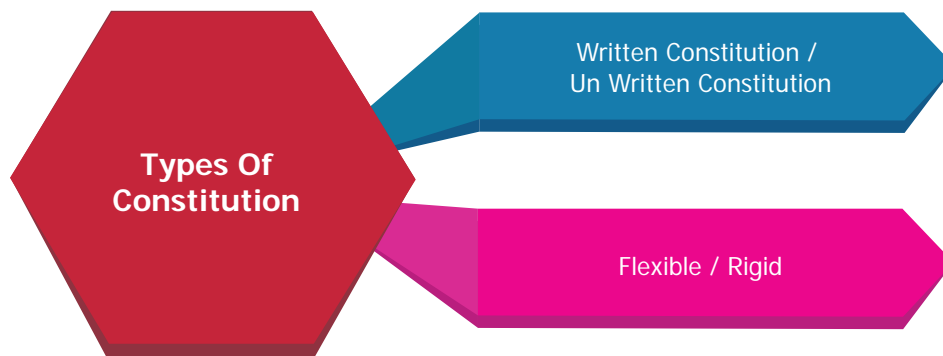 Types Of
Constitution
Written Constitution /
Un Written Constitution
Flexible / Rigid